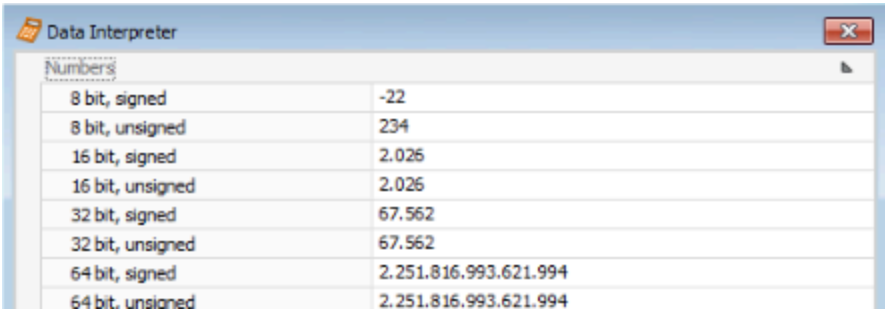 Data Interpreter
Numbers
8 bit, signed -22
8 bit, unsigned 234
16 bit, signed 2.026
16 bit, unsigned 2.026
32 bit, signed 67.562
32 bit, unsigned 67.562
64 bit, signed 2.251.816.993.621.994
64 bit, unsigned 2.251.816.993.621.994